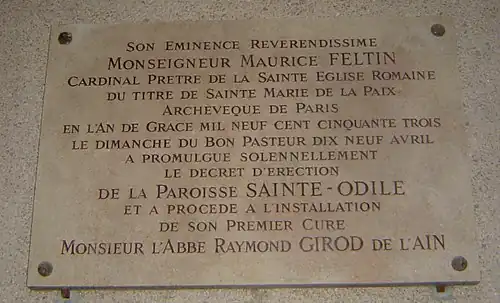 SON EMINENCE REVERENDISSIME
MONSEIGNEUR MAURICE FELTIN
CARDINAL PRETRE DE LA SAINTE EGLISE ROMAINE
DU TITRE DE SAINTE MARIE DE LA PAIX
ARCHEVEQUE DE PARIS
EN L'AN DE GRACE MIL NEUF CENT CINQUANTE TROIS
LE DIMANCHE DU BON PASTEUR DIX NEUF AVRIL
A PROMULGUE SOLENNELLEMENT
LE DECRET D'ERECTION
DE LA PAROISSE SAINTE-ODILE
ET A PROCEDE A L'INSTALLATION
DE SON PREMIER CURE
MONSIEUR L'ABBE RAYMOND GIROD DE L'AIN